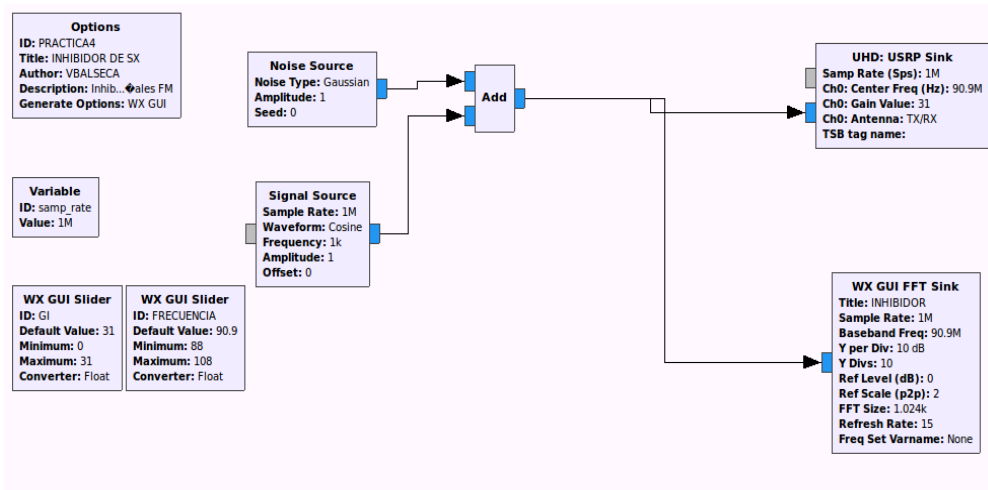 Options
ID: PRACTICA4
Title: INHIBIDOR DE SX
Author: VBALSECA
Description: Inhib...�ales FM
Generate Options: WX GUI
Variable
ID: samp_rate
Value: 1M
WX GUI Slider
ID: GI
Default Value: 31
Minimum: 0
Maximum: 31
Converter: Float
WX GUI Slider
ID: FRECUENCIA
Default Value: 90.9
Minimum: 88
Maximum: 108
Converter: Float
Noise Source
Noise Type: Gaussian
Amplitude: 1
Seed: 0
Signal Source
Sample Rate: 1M
Waveform: Cosine
Frequency: 1k
Amplitude: 1
Offset: 0
Add
UHD: USRP Sink
Samp Rate (Sps): 1M
Ch0: Center Freq (Hz): 90.9M
Ch0: Gain Value: 31
Ch0: Antenna: TX/RX
TSB tag name:
WX GUI FFT Sink
Title: INHIBIDOR
Sample Rate: 1M
Baseband Freq: 90.9M
Y per Div: 10 dB
Y Divs: 10
Ref Level (dB): 0
Ref Scale (p2p): 2
FFT Size: 1.024k
Refresh Rate: 15
Freq Set Varname: None